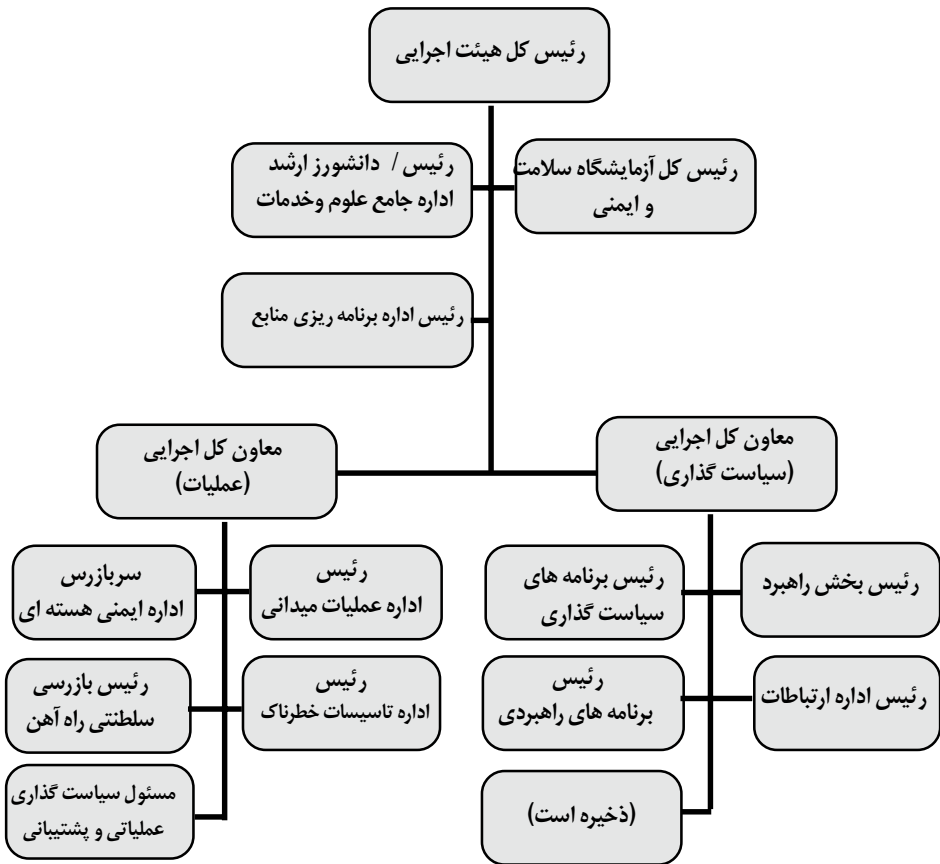 رئیس کل هیئت اجرایی
رئیس کل آزمایشگاه سلامت
و ایمنی
رئیس / دانشورز ارشد
اداره جامع علوم وخدمات
رئیس اداره برنامه ریزی منابع
معاون کل اجرایی
(سیاست گذاری)
معاون کل اجرایی
(عملیات)
رئیس بخش راهبرد
رئیس برنامه های
سیاست گذاری
رئیس اداره ارتباطات
رئیس
برنامه های راهبردی
(ذخیره است)
رئیس
اداره عملیات میدانی
سربازرس
اداره ایمنی هسته ای
رئیس
اداره تاسیسات خطرناک
رئیس بازرسی
سلطنتی راه آهن
مسئول سیاست گذاری
عملیاتی و پشتیبانی